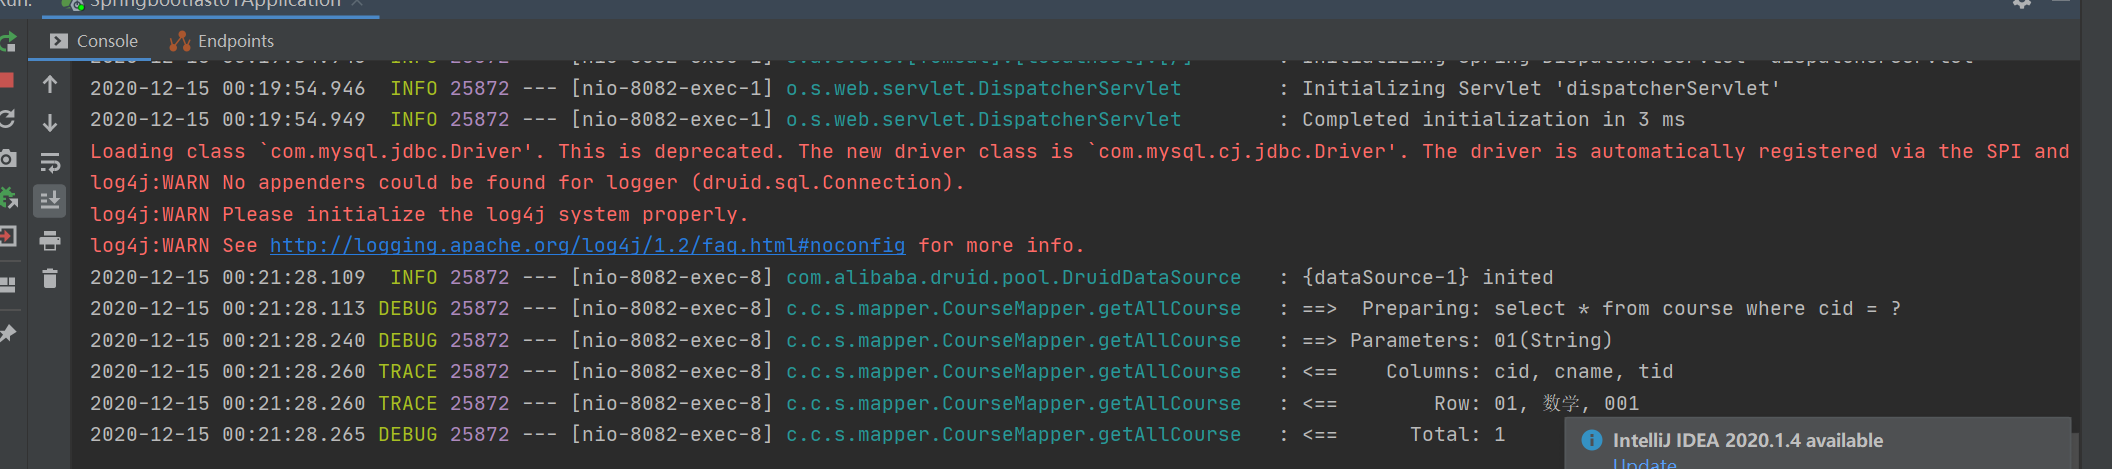 Run:
Springbootfast01Application
Console
Endpoints
2020-12-15 00:19:54.946  INFO 25872 --- [nio-8082-exec-1] o.s.web.servlet.DispatcherServlet        : Initializing Servlet 'dispatcherServlet'
2020-12-15 00:19:54.949  INFO 25872 --- [nio-8082-exec-1] o.s.web.servlet.DispatcherServlet        : Completed initialization in 3 ms
Loading class `com.mysql.jdbc.Driver'. This is deprecated. The new driver class is `com.mysql.cj.jdbc.Driver'. The driver is automatically registered via the SPI and
log4j:WARN No appenders could be found for logger (druid.sql.Connection).
log4j:WARN Please initialize the log4j system properly.
log4j:WARN See http://logging.apache.org/log4j/1.2/faq.html#noconfig for more info.
2020-12-15 00:21:28.109  INFO 25872 --- [nio-8082-exec-8] com.alibaba.druid.pool.DruidDataSource   : {dataSource-1} inited
2020-12-15 00:21:28.113 DEBUG 25872 --- [nio-8082-exec-8] c.c.s.mapper.CourseMapper.getAllCourse   : ==>  Preparing: select * from course where cid = ?
2020-12-15 00:21:28.240 DEBUG 25872 --- [nio-8082-exec-8] c.c.s.mapper.CourseMapper.getAllCourse   : ==> Parameters: 01(String)
2020-12-15 00:21:28.260 TRACE 25872 --- [nio-8082-exec-8] c.c.s.mapper.CourseMapper.getAllCourse   : <==    Columns: cid, cname, tid
2020-12-15 00:21:28.260 TRACE 25872 --- [nio-8082-exec-8] c.c.s.mapper.CourseMapper.getAllCourse   : <==        Row: 01, 数学, 001
2020-12-15 00:21:28.265 DEBUG 25872 --- [nio-8082-exec-8] c.c.s.mapper.CourseMapper.getAllCourse   : <==      Total: 1
IntelliJ IDEA 2020.1.4 available
Update